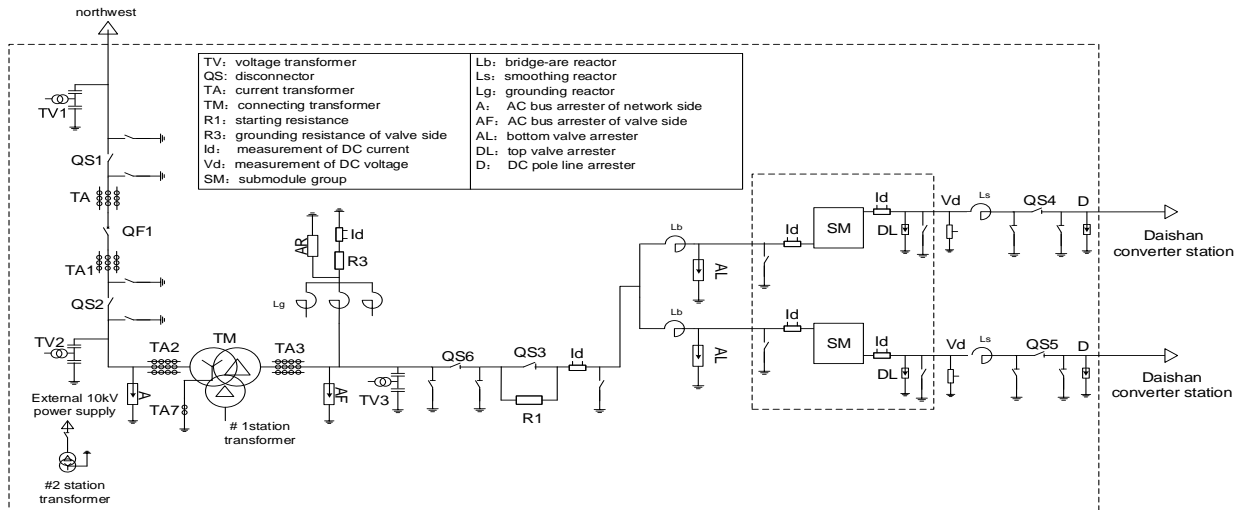 northwest
TV: voltage transformer
QS: disconnector
TA: current transformer
TM: connecting transformer
R1: starting resistance
R3: grounding resistance of valve side
Id: measurement of DC current
Vd: measurement of DC voltage
SM: submodule group
Lb: bridge-are reactor
Ls: smoothing reactor
Lg: grounding reactor
A: AC bus arrester of network side
AF: AC bus arrester of valve side
AL: bottom valve arrester
DL: top valve arrester
D: DC pole line arrester
TV1
QS1
TA
QF1
TA1
QS2
TV2
TA2
TM
TA3
A
TA7
# 1station
transformer
External 10kV
power supply
#2 station
transformer
AR
Id
R3
Lg
AF
TV3
QS6
QS3
R1
Id
Lb
AL
Id
SM
Id
DL
Vd
Ls
QS4
D
Daishan
converter station
Lb
AL
Id
SM
Id
DL
Vd
Ls
QS5
D
Daishan
converter station